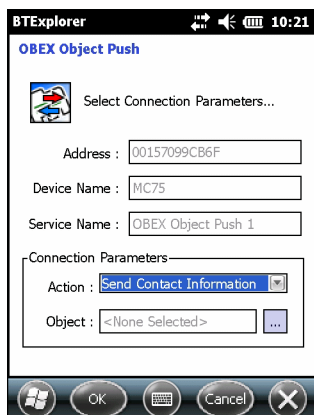 BTExplorer 10:21
OBEX Object Push
Select Connection Parameters...
Address : 00157099CB6F
Device Name : MC75
Service Name : OBEX Object Push 1
Connection Parameters
Action : Send Contact Information
Object : <None Selected> ...
OK Cancel